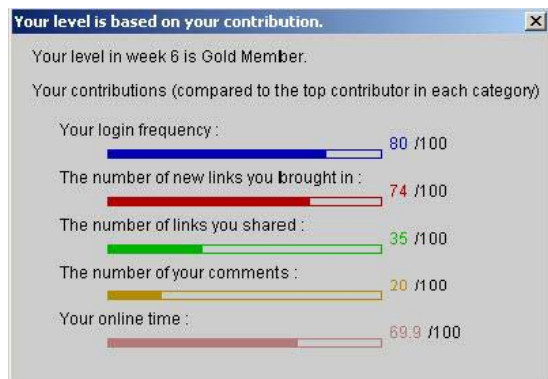 Your level is based on your contribution.
Your level in week 6 is Gold Member.
Your contributions (compared to the top contributor in each category)
Your login frequency :
80 /100
The number of new links you brought in :
74 /100
The number of links you shared :
35 /100
The number of your comments :
20 /100
Your online time :
69.9 /100